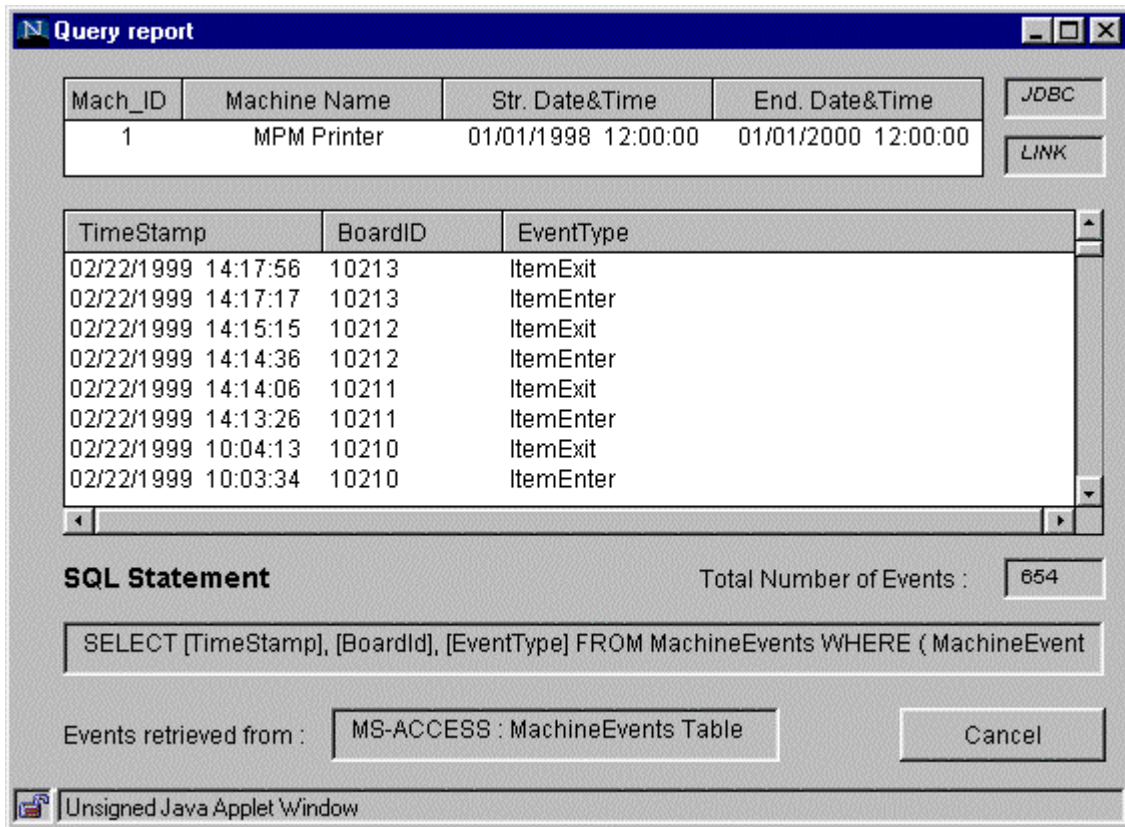 N Query report
Mach_ID Machine Name Str. Date&Time End. Date&Time JDBC
1 MPM Printer 01/01/1998 12:00:00 01/01/2000 12:00:00
LINK
TimeStamp BoardID EventType
02/22/1999 14:17:56 10213 ItemExit
02/22/1999 14:17:17 10213 ItemEnter
02/22/1999 14:15:15 10212 ItemExit
02/22/1999 14:14:36 10212 ItemEnter
02/22/1999 14:14:06 10211 ItemExit
02/22/1999 14:13:26 10211 ItemEnter
02/22/1999 10:04:13 10210 ItemExit
02/22/1999 10:03:34 10210 ItemEnter
SQL Statement Total Number of Events : 654
SELECT [TimeStamp], [BoardId], [EventType] FROM MachineEvents WHERE ( MachineEvent
Events retrieved from : MS-ACCESS : MachineEvents Table Cancel
Unsigned Java Applet Window